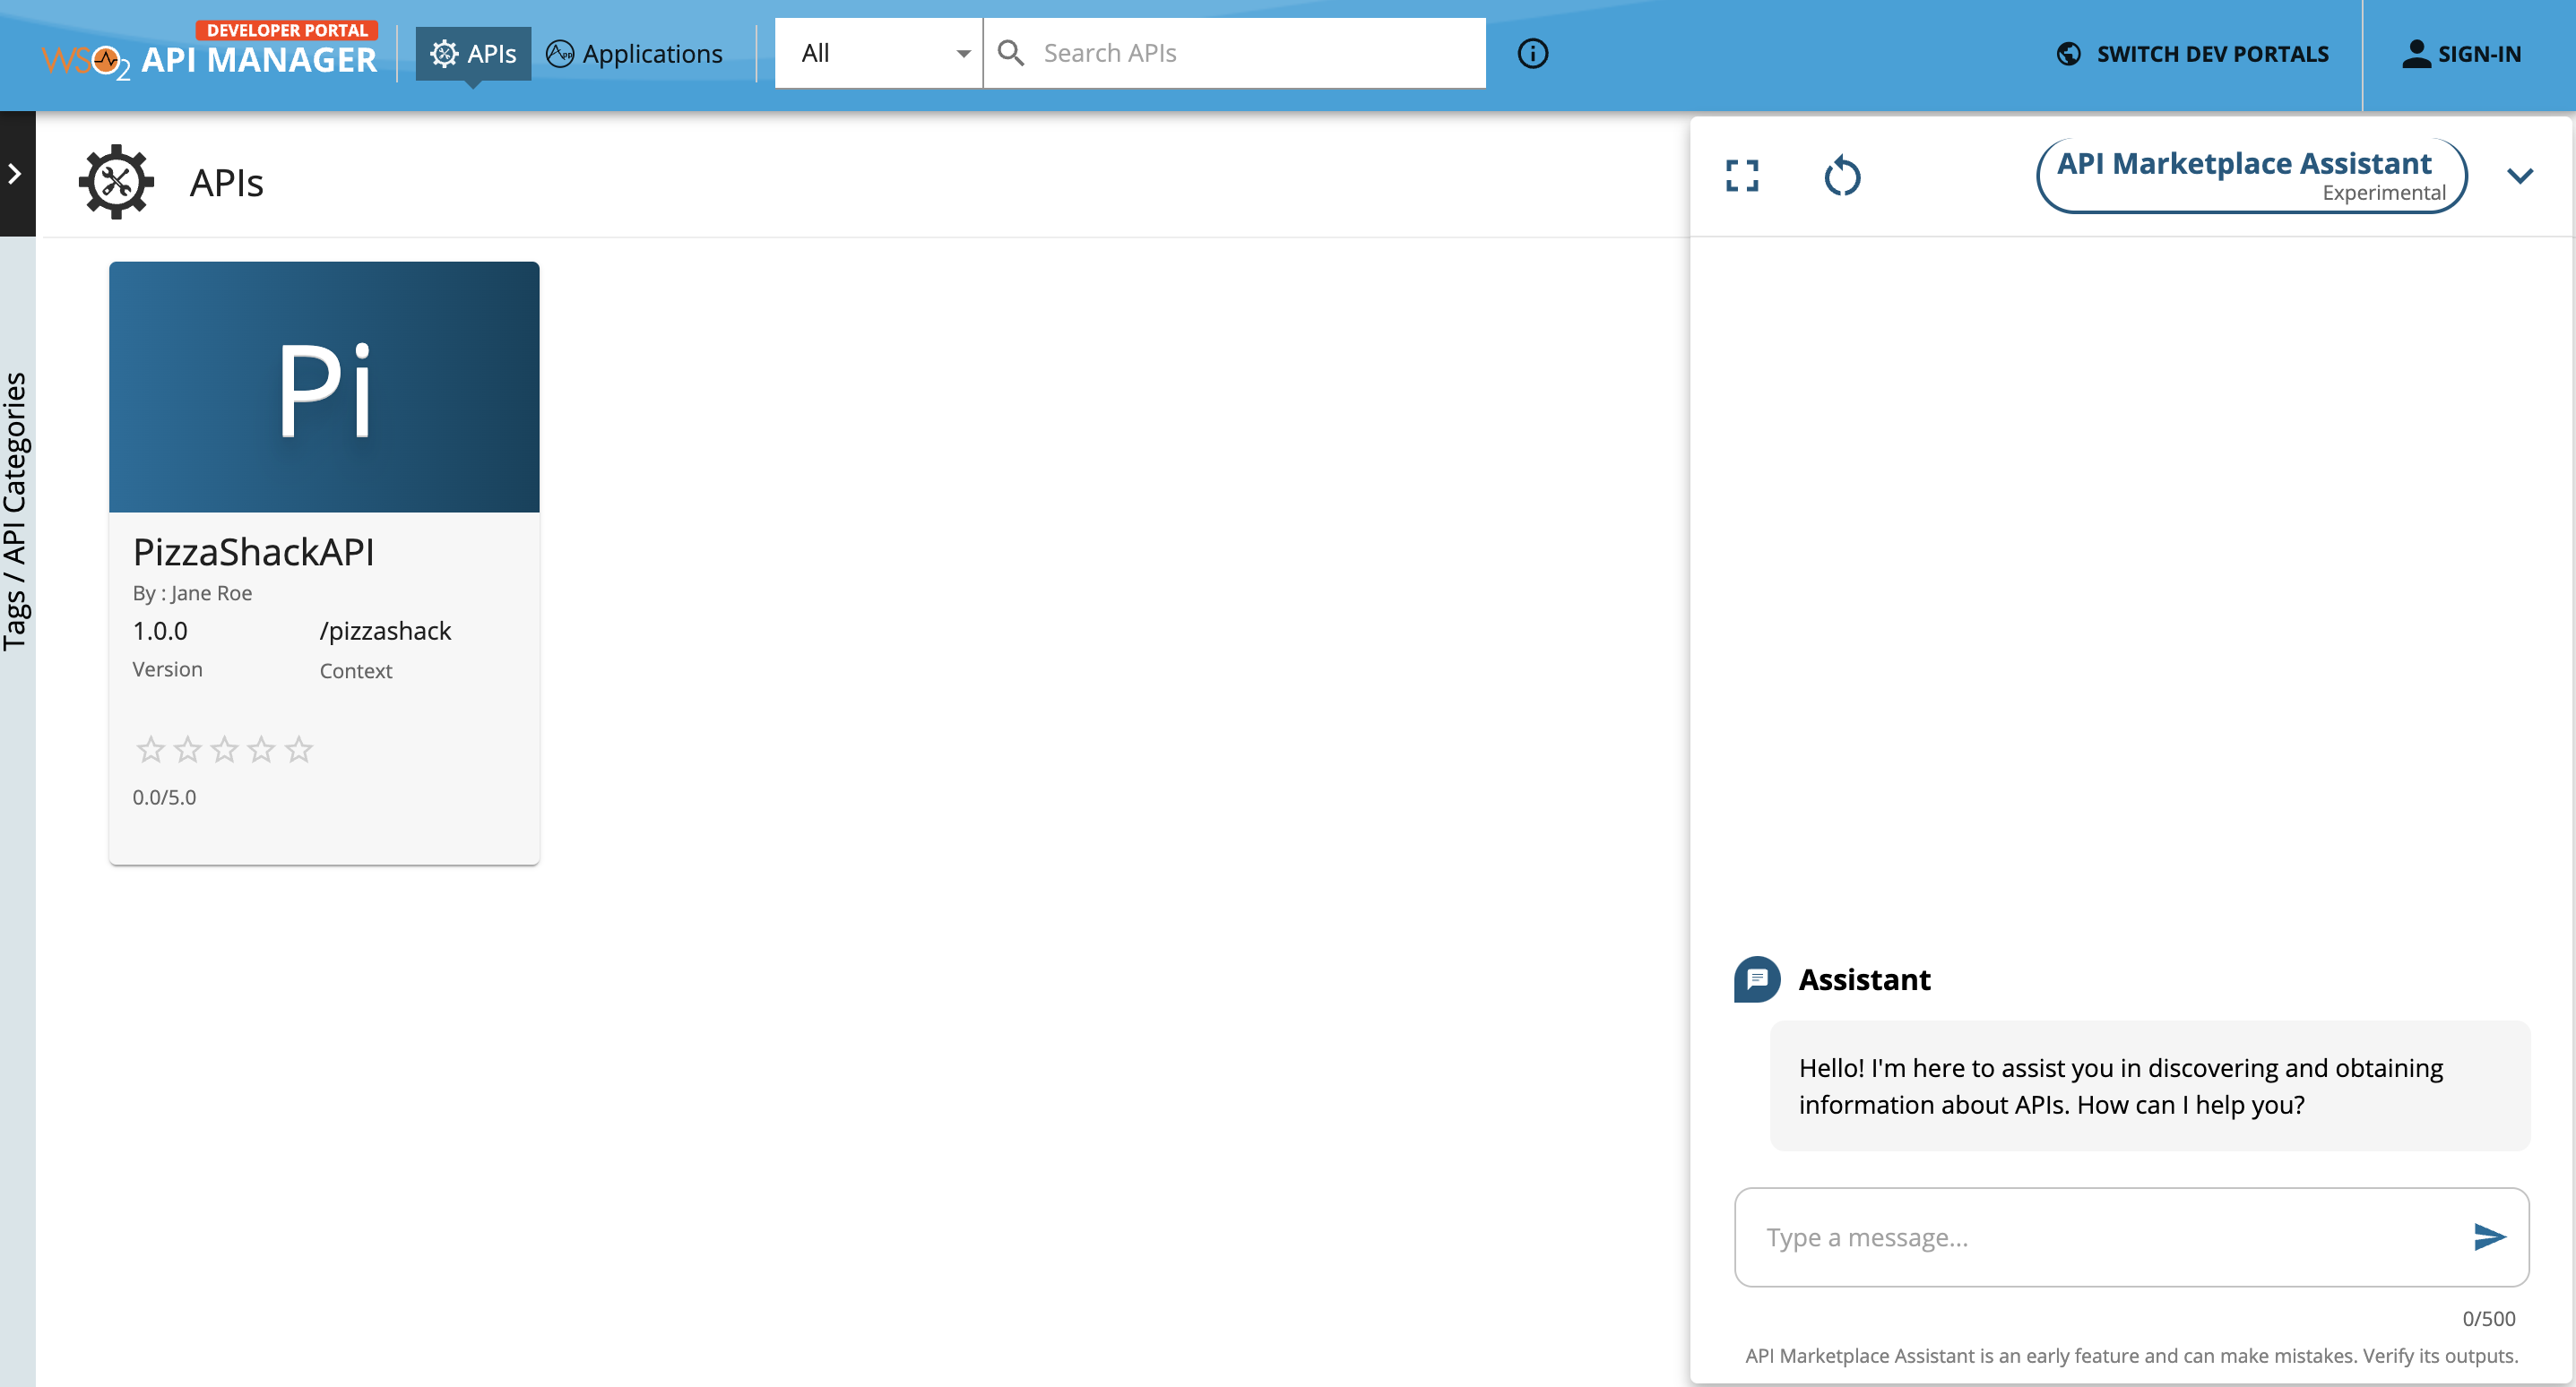 DEVELOPER PORTAL
WSO2 API MANAGER
APIs
Applications
All
Search APIs
SWITCH DEV PORTALS
SIGN-IN
APIs
Tags / API Categories
Pi
PizzaShackAPI
By : Jane Roe
1.0.0 /pizzashack
Version Context
0.0/5.0
API Marketplace Assistant
Experimental
Assistant
Hello! I'm here to assist you in discovering and obtaining
information about APIs. How can I help you?
Type a message...
0/500
API Marketplace Assistant is an early feature and can make mistakes. Verify its outputs.